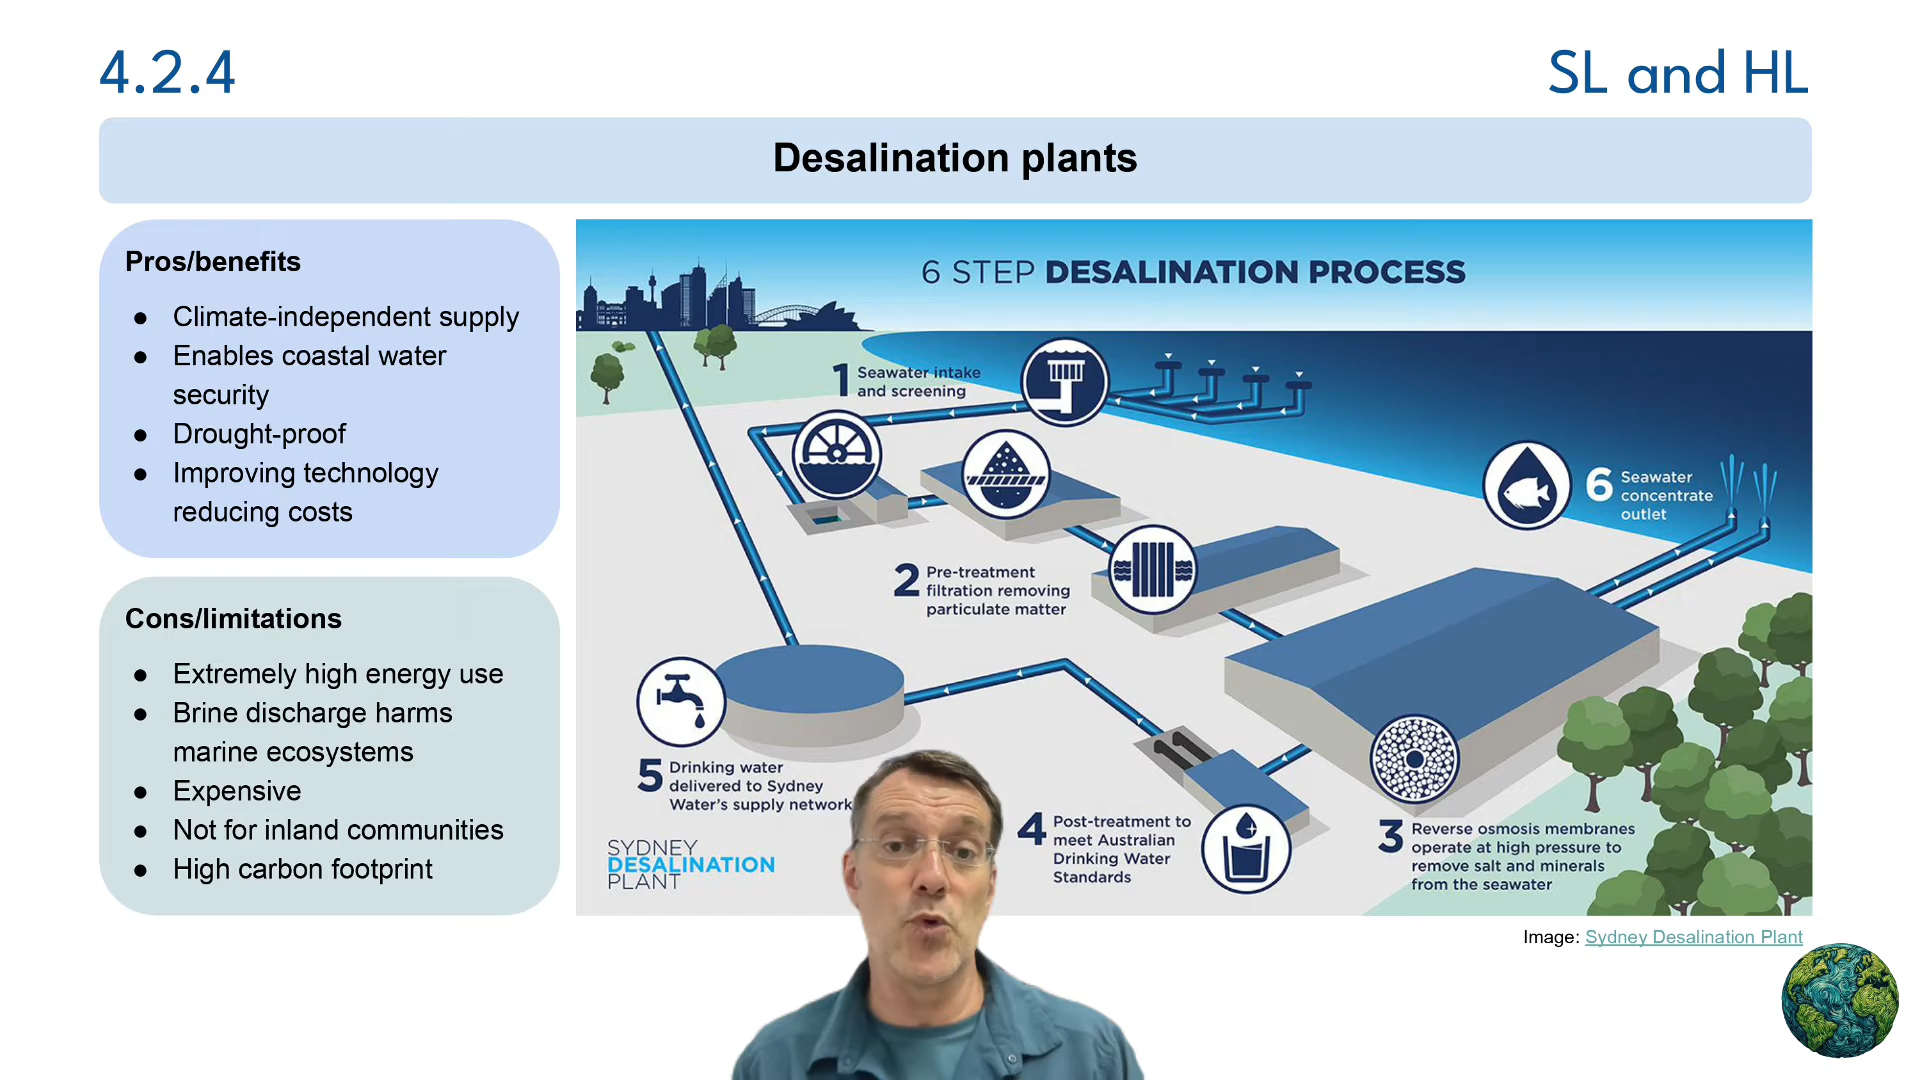 4.2.4
SL and HL
Desalination plants
Pros/benefits
● Climate-independent supply
● Enables coastal water
security
● Drought-proof
● Improving technology
reducing costs
Cons/limitations
● Extremely high energy use
● Brine discharge harms
marine ecosystems
● Expensive
● Not for inland communities
● High carbon footprint
6 STEP DESALINATION PROCESS
1 Seawater intake
and screening
2 Pre-treatment
filtration removing
particulate matter
3 Reverse osmosis membranes
operate at high pressure to
remove salt and minerals
from the seawater
4 Post-treatment to
meet Australian
Drinking Water
Standards
5 Drinking water
delivered to Sydney
Water's supply network
6 Seawater
concentrate
outlet
SYDNEY
DESALINATION
PLANT
Image: Sydney Desalination Plant